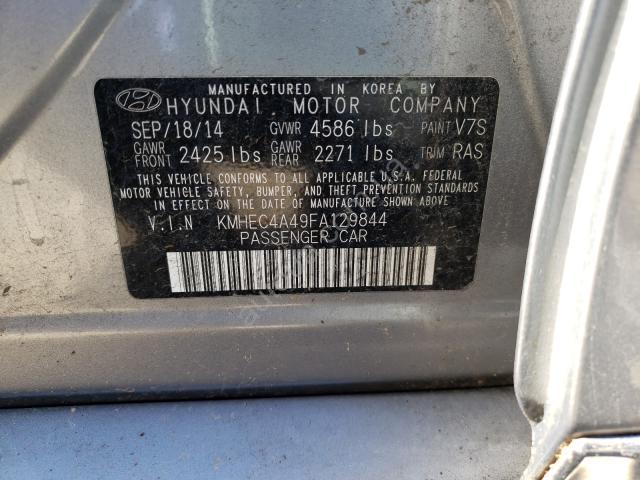 MANUFACTURED IN KOREA BY
HYUNDAI MOTOR COMPANY
SEP/18/14 GVWR 4586 lbs PAINT V7S
GAWR FRONT 2425 lbs GAWR REAR 2271 lbs TRIM RAS
THIS VEHICLE CONFORMS TO ALL APPLICABLE U.S.A. FEDERAL
MOTOR VEHICLE SAFETY, BUMPER, AND THEFT PREVENTION
STANDARDS IN EFFECT ON THE DATE OF MANUFACTURE SHOWN ABOVE
V.I.N KMHEC4A49FA129844
PASSENGER CAR